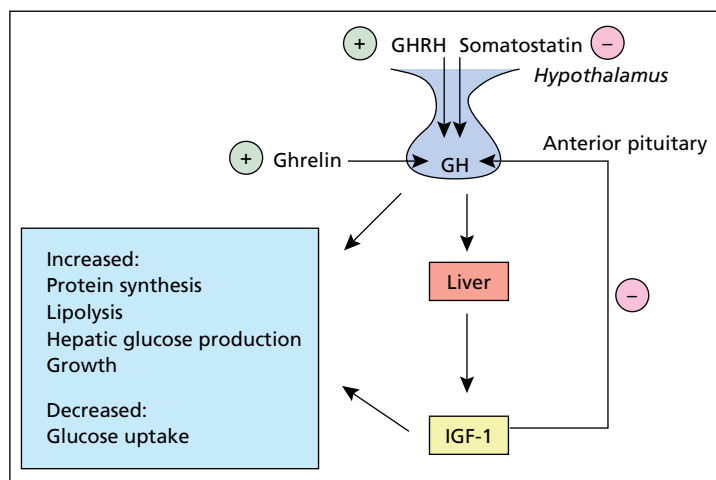 + GHRH Somatostatin −
Hypothalamus
Anterior pituitary
+ Ghrelin
GH
Increased:
Protein synthesis
Lipolysis
Hepatic glucose production
Growth
Decreased:
Glucose uptake
Liver
−
IGF-1